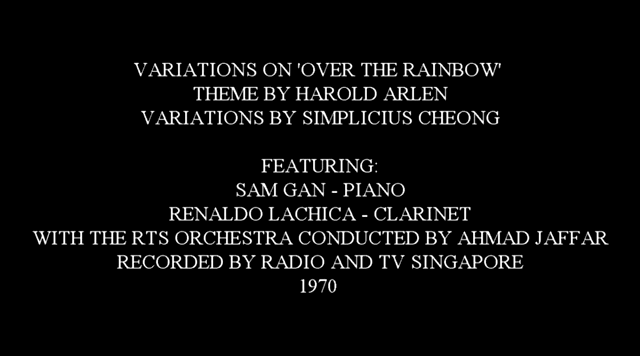 VARIATIONS ON 'OVER THE RAINBOW'
THEME BY HAROLD ARLEN
VARIATIONS BY SIMPLICIUS CHEONG
FEATURING:
SAM GAN - PIANO
RENALDO LACHICA - CLARINET
WITH THE RTS ORCHESTRA CONDUCTED BY AHMAD JAFFAR
RECORDED BY RADIO AND TV SINGAPORE
1970